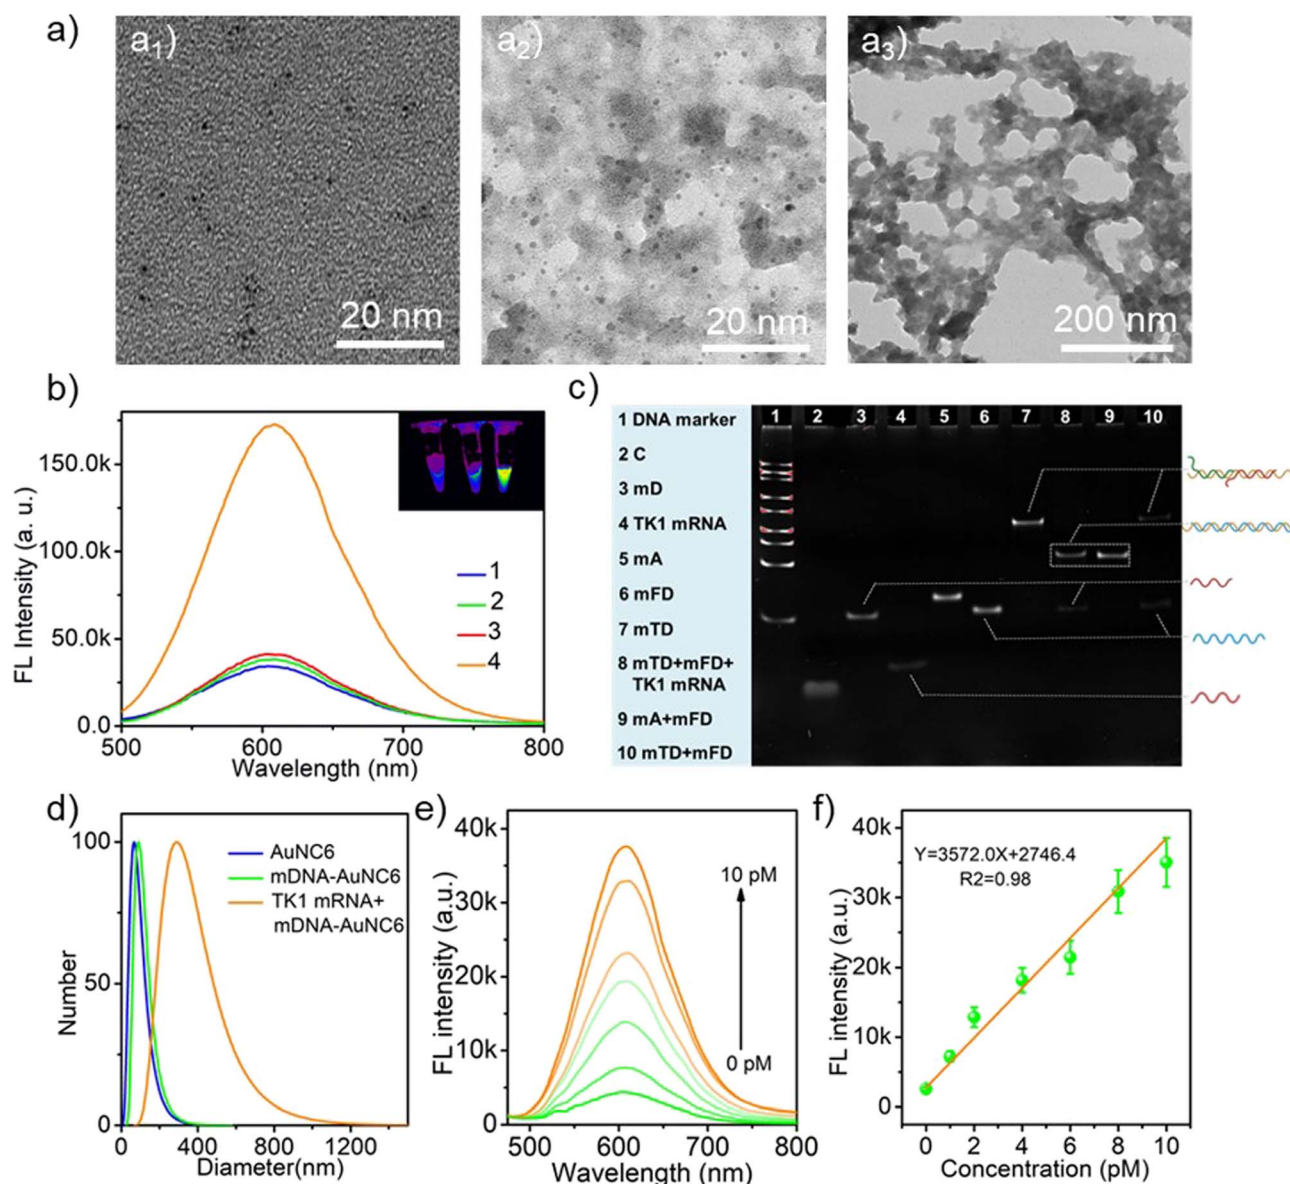 a)
a1)
20 nm
a2)
20 nm
a3)
200 nm
b)
FL Intensity (a. u.)
150.0k
100.0k
50.0k
0.0
1
2
3
4
500
600
700
800
Wavelength (nm)
c)
1 DNA marker
2 C
3 mD
4 TK1 mRNA
5 mA
6 mFD
7 mTD
8 mTD+mFD+
TK1 mRNA
9 mA+mFD
10 mTD+mFD
1 2 3 4 5 6 7 8 9 10
d)
Number
100
50
0
AuNC6
mDNA-AuNC6
TK1 mRNA+
mDNA-AuNC6
0 400 800 1200
Diameter(nm)
e)
FL intensity (a.u.)
40k
30k
20k
10k
0
10 pM
0 pM
500 600 700 800
Wavelength (nm)
f)
FL intensity (a.u.)
40k
30k
20k
10k
0
Y=3572.0X+2746.4
R2=0.98
0 2 4 6 8 10
Concentration (pM)